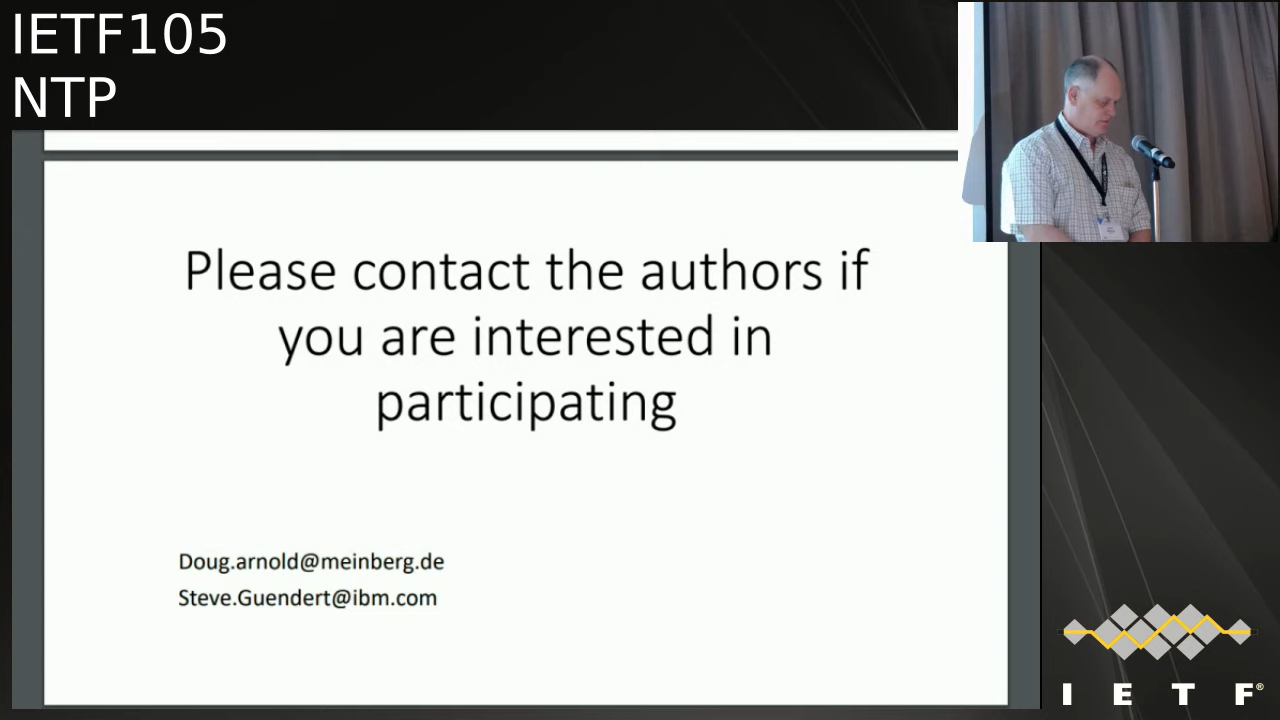 IETF105
NTP
Please contact the authors if
you are interested in
participating
Doug.arnold@meinberg.de
Steve.Guendert@ibm.com
I E T F®